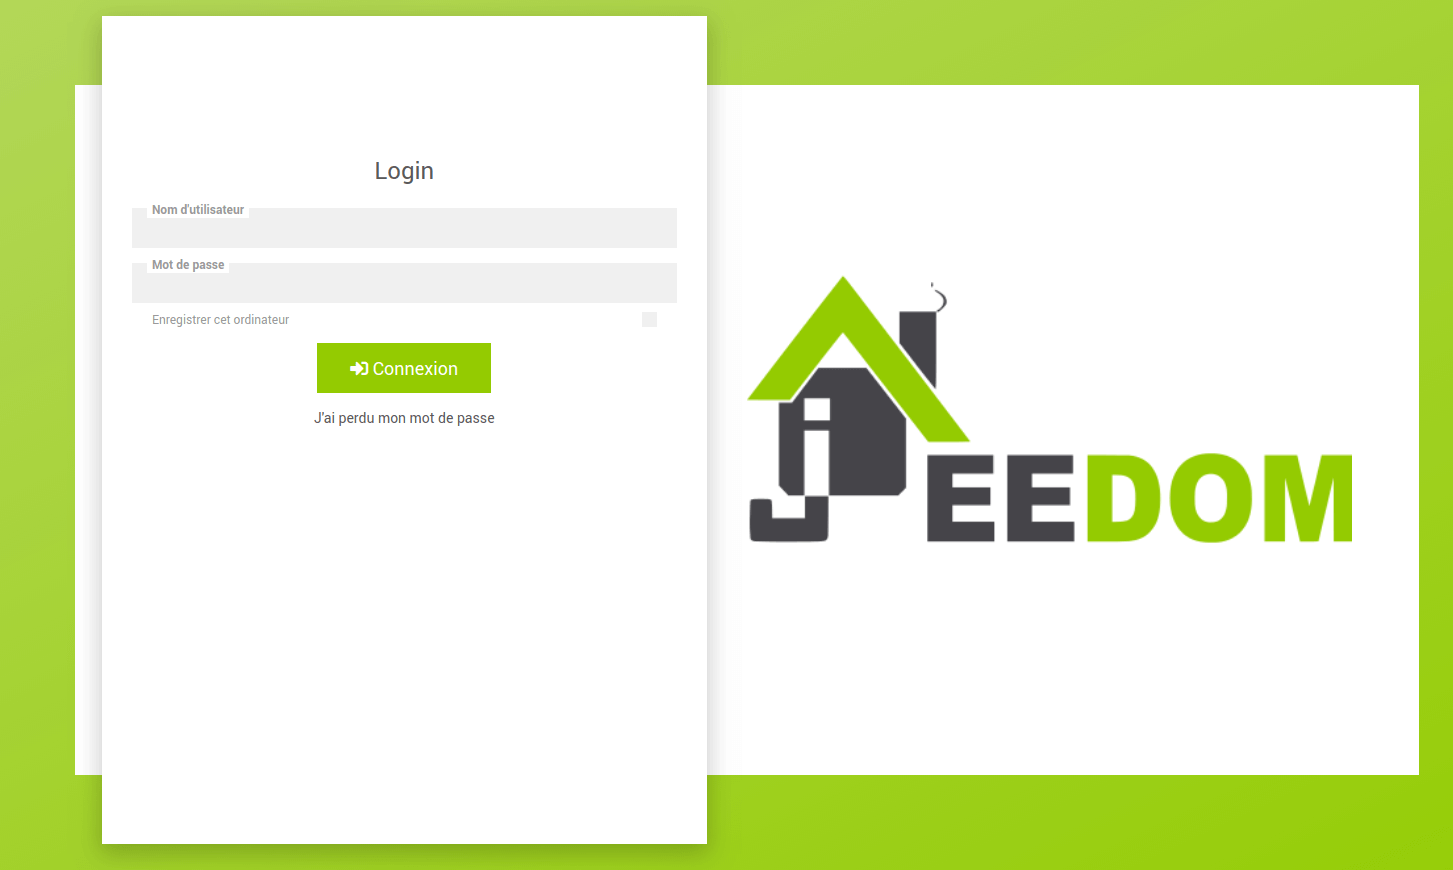 Login
Nom d'utilisateur
Mot de passe
Enregistrer cet ordinateur
Connexion
J'ai perdu mon mot de passe
jEEDOM